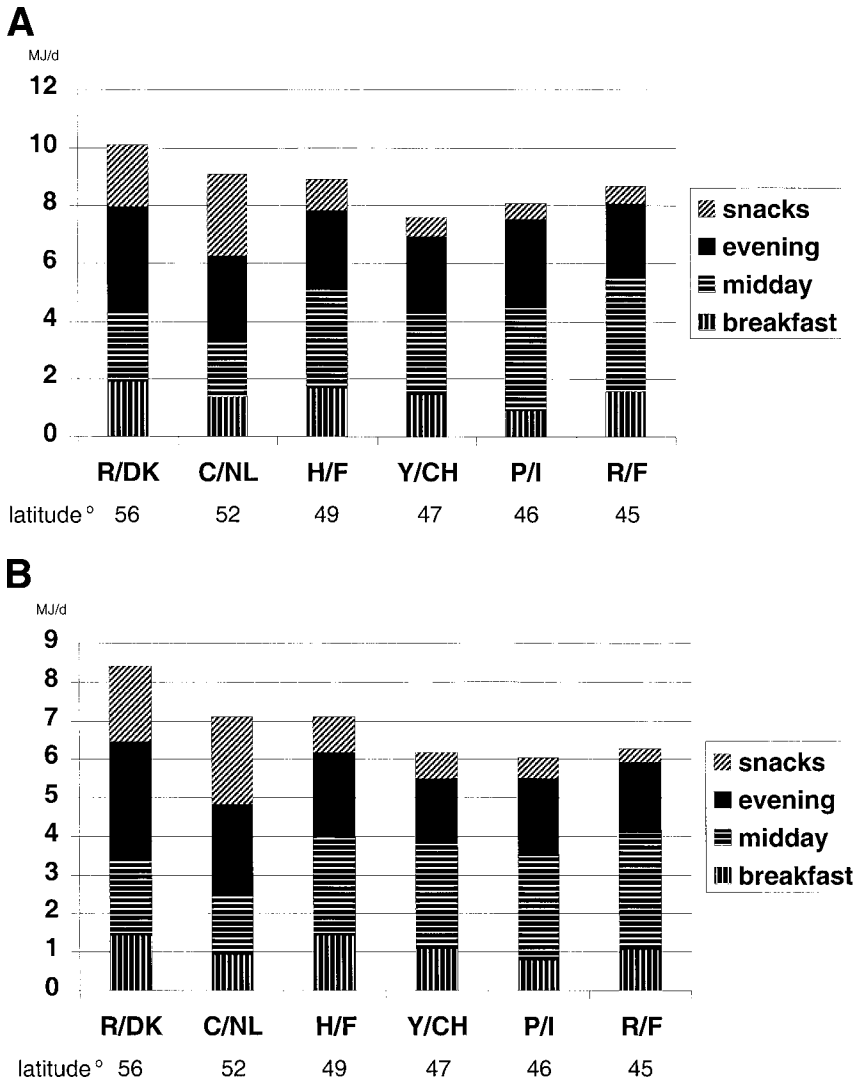 A
MJ/d
12
10
8
6
4
2
0
snacks
evening
midday
breakfast
R/DK C/NL H/F Y/CH P/I R/F
latitude° 56 52 49 47 46 45
B
MJ/d
9
8
7
6
5
4
3
2
1
0
snacks
evening
midday
breakfast
R/DK C/NL H/F Y/CH P/I R/F
latitude° 56 52 49 47 46 45